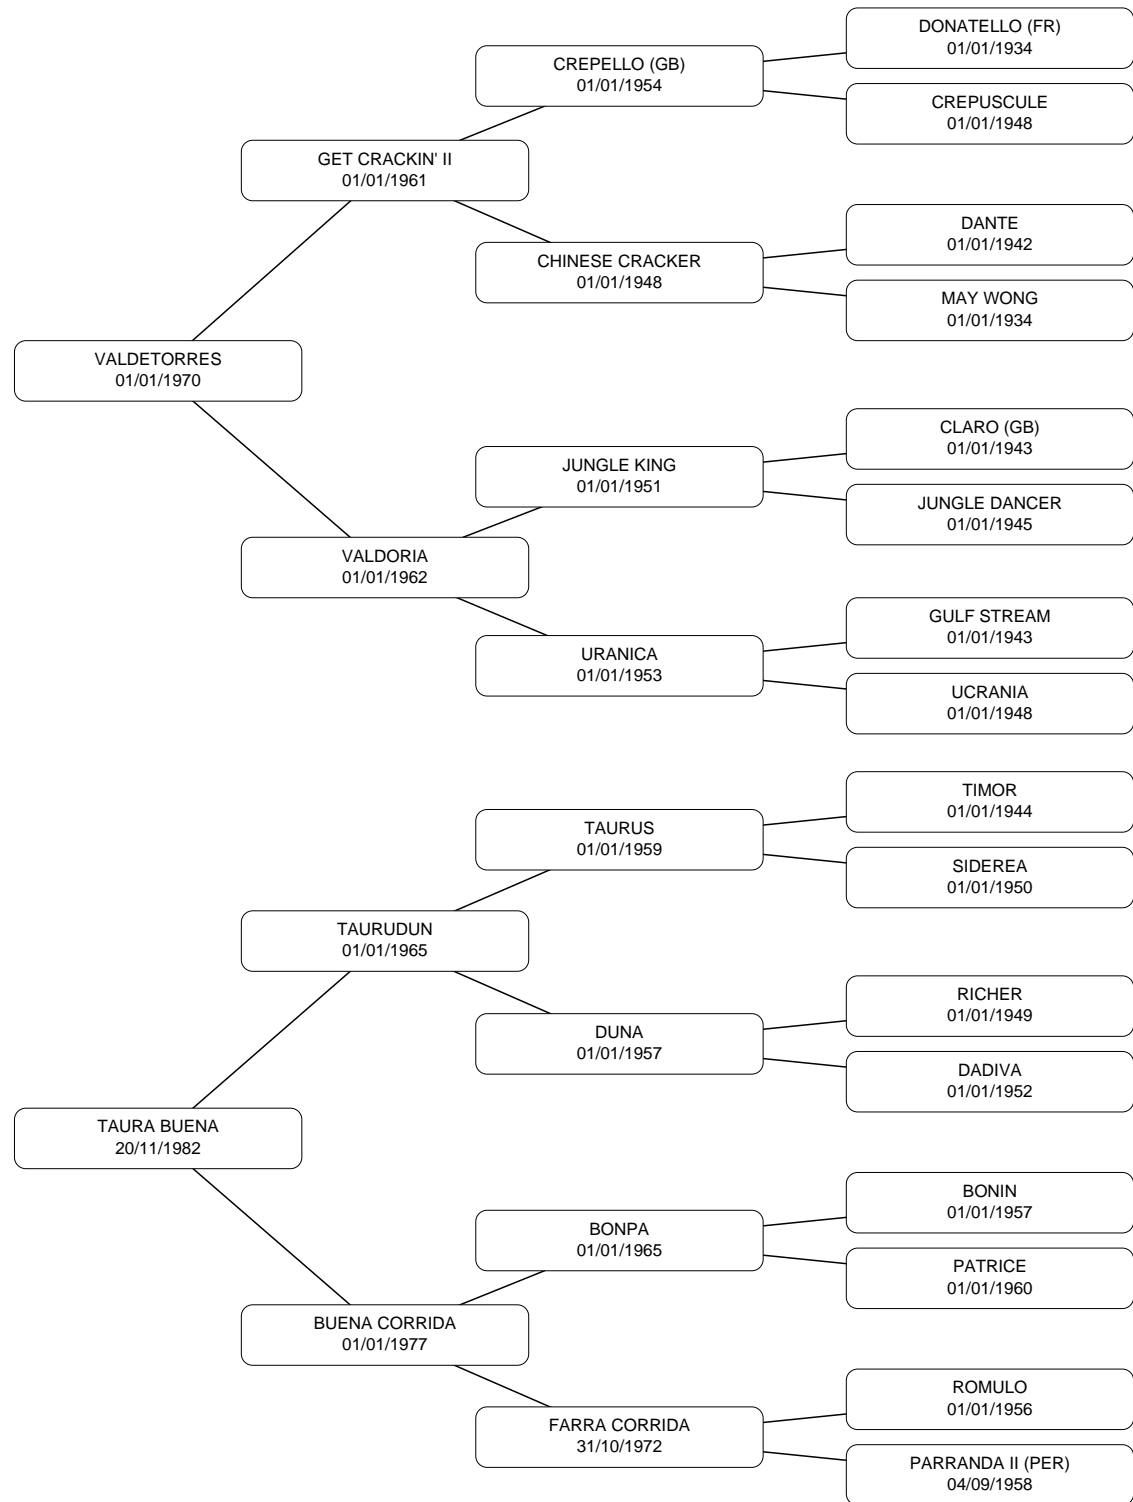 DONATELLO (FR)
01/01/1934
CREPELLO (GB)
01/01/1954
CREPUSCULE
01/01/1948
GET CRACKIN' II
01/01/1961
DANTE
01/01/1942
CHINESE CRACKER
01/01/1948
MAY WONG
01/01/1934
VALDETORRES
01/01/1970
CLARO (GB)
01/01/1943
JUNGLE KING
01/01/1951
JUNGLE DANCER
01/01/1945
VALDORIA
01/01/1962
GULF STREAM
01/01/1943
URANICA
01/01/1953
UCRANIA
01/01/1948
TIMOR
01/01/1944
TAURUS
01/01/1959
SIDEREA
01/01/1950
TAURUDUN
01/01/1965
RICHER
01/01/1949
DUNA
01/01/1957
DADIVA
01/01/1952
TAURA BUENA
20/11/1982
BONIN
01/01/1957
BONPA
01/01/1965
PATRICE
01/01/1960
BUENA CORRIDA
01/01/1977
ROMULO
01/01/1956
FARRA CORRIDA
31/10/1972
PARRANDA II (PER)
04/09/1958